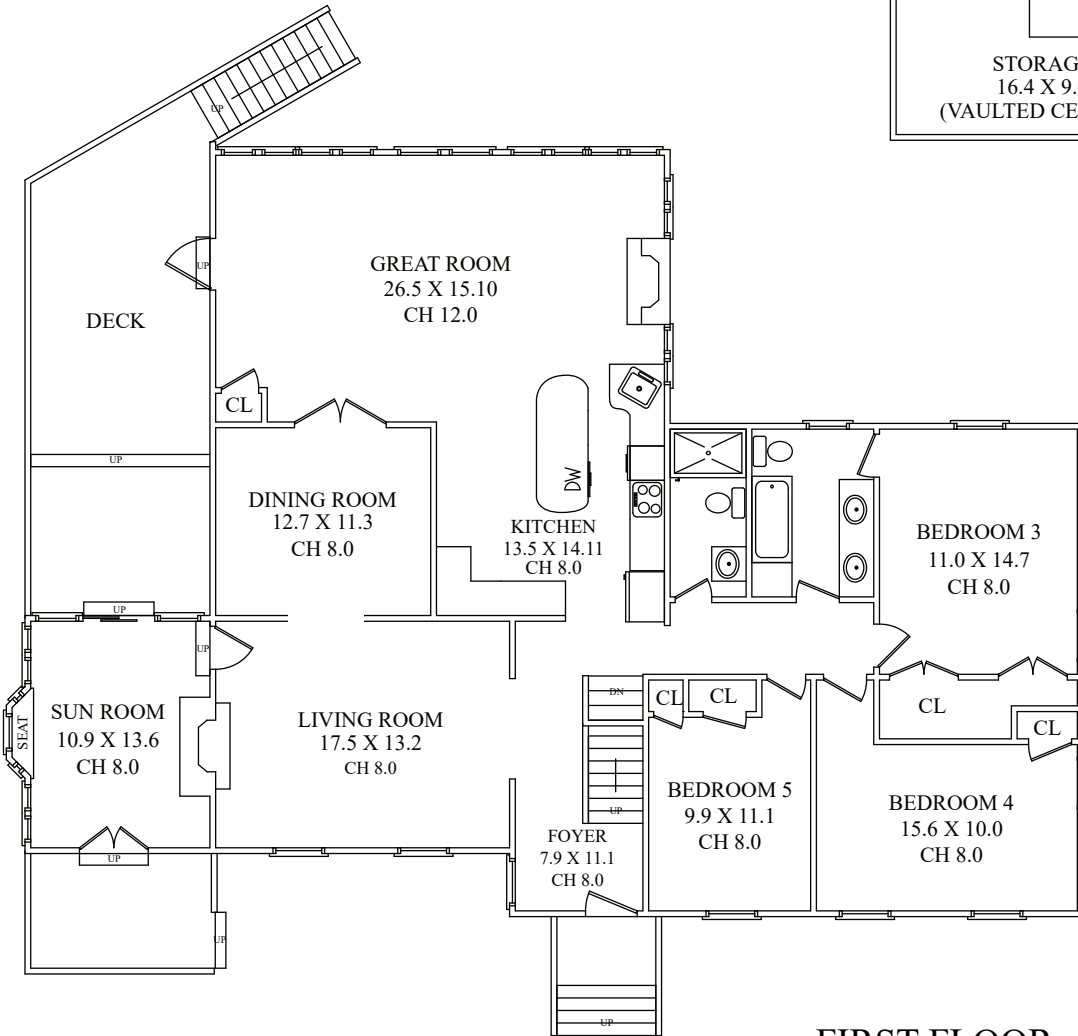 STORAG
16.4 X 9.
(VAULTED CE
UP
GREAT ROOM
26.5 X 15.10
CH 12.0
UP
DECK
CL
UP
DINING ROOM
12.7 X 11.3
CH 8.0
DW
KITCHEN
13.5 X 14.11
CH 8.0
BEDROOM 3
11.0 X 14.7
CH 8.0
UP
UP
SUN ROOM
10.9 X 13.6
CH 8.0
SEAT
LIVING ROOM
17.5 X 13.2
CH 8.0
DN
CL
CL
CL
CL
UP
BEDROOM 5
9.9 X 11.1
CH 8.0
BEDROOM 4
15.6 X 10.0
CH 8.0
FOYER
7.9 X 11.1
CH 8.0
UP
UP
UP
FIRST FLOOR